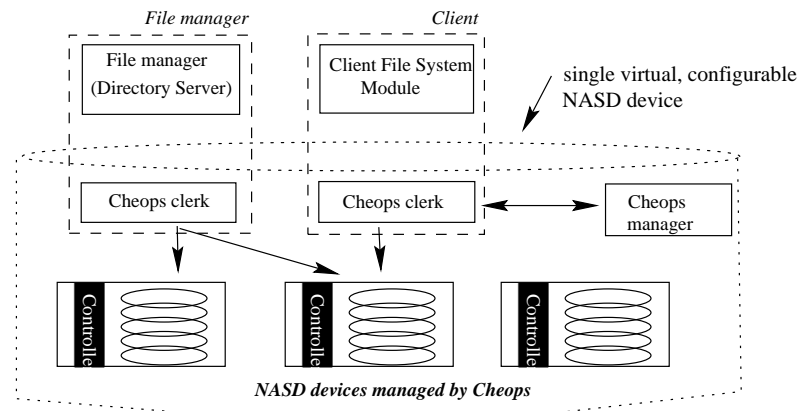 File manager
Client
File manager
(Directory Server)
Client File System
Module
single virtual, configurable
NASD device
Cheops clerk
Cheops clerk
Cheops
manager
Controlle
Controlle
Controlle
NASD devices managed by Cheops